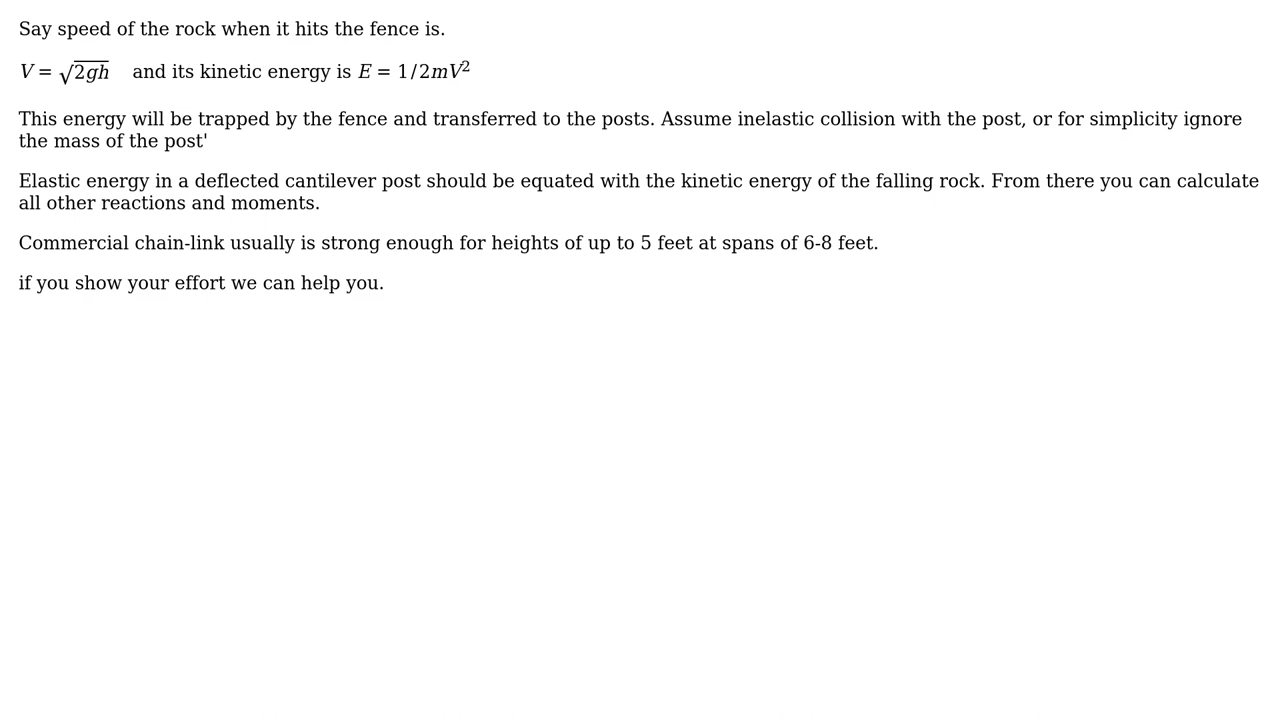 Say speed of the rock when it hits the fence is.
V = √2gh and its kinetic energy is E = 1/2mV²
This energy will be trapped by the fence and transferred to the posts. Assume inelastic collision with the post, or for simplicity ignore
the mass of the post'
Elastic energy in a deflected cantilever post should be equated with the kinetic energy of the falling rock. From there you can calculate
all other reactions and moments.
Commercial chain-link usually is strong enough for heights of up to 5 feet at spans of 6-8 feet.
if you show your effort we can help you.